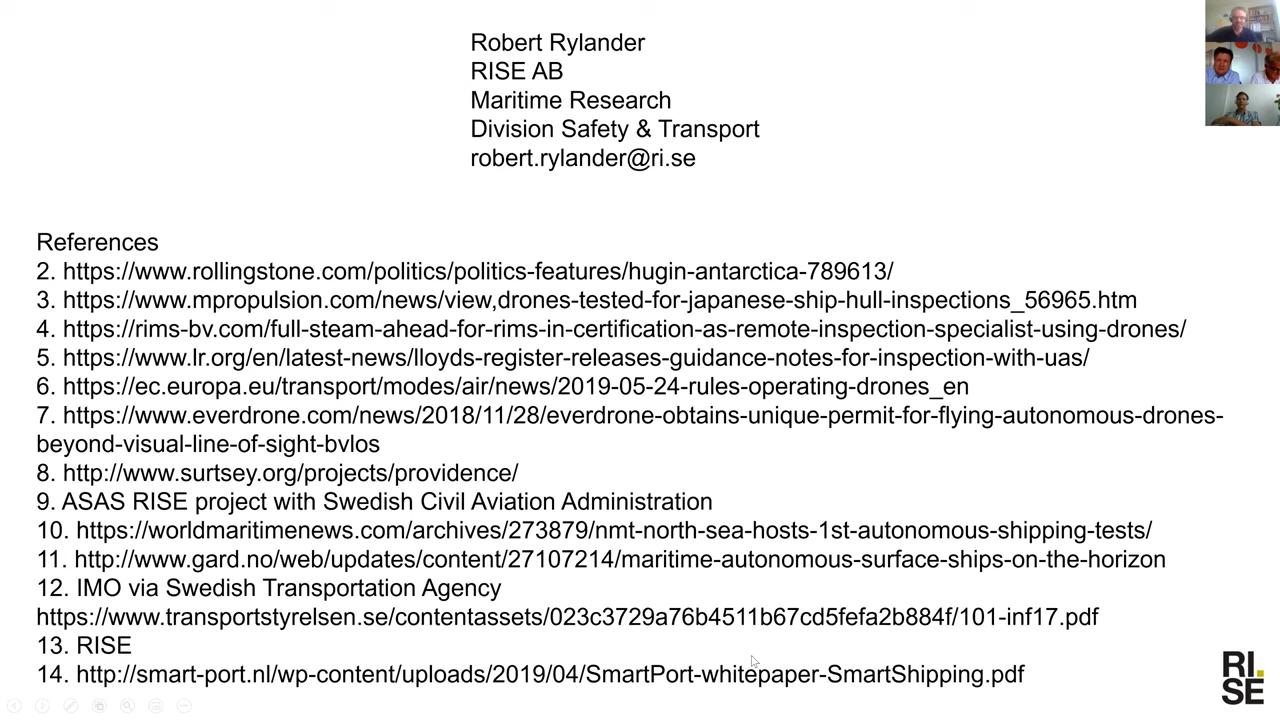 Robert Rylander
RISE AB
Maritime Research
Division Safety & Transport
robert.rylander@ri.se
References
2. https://www.rollingstone.com/politics/politics-features/hugin-antarctica-789613/
3. https://www.mpropulsion.com/news/view,drones-tested-for-japanese-ship-hull-inspections_56965.htm
4. https://rims-bv.com/full-steam-ahead-for-rims-in-certification-as-remote-inspection-specialist-using-drones/
5. https://www.lr.org/en/latest-news/lloyds-register-releases-guidance-notes-for-inspection-with-uas/
6. https://ec.europa.eu/transport/modes/air/news/2019-05-24-rules-operating-drones_en
7. https://www.everdrone.com/news/2018/11/28/everdrone-obtains-unique-permit-for-flying-autonomous-drones-
beyond-visual-line-of-sight-bvlos
8. http://www.surtsey.org/projects/providence/
9. ASAS RISE project with Swedish Civil Aviation Administration
10. https://worldmaritimenews.com/archives/273879/nmt-north-sea-hosts-1st-autonomous-shipping-tests/
11. http://www.gard.no/web/updates/content/27107214/maritime-autonomous-surface-ships-on-the-horizon
12. IMO via Swedish Transportation Agency
https://www.transportstyrelsen.se/contentassets/023c3729a76b4511b67cd5fefa2b884f/101-inf17.pdf
13. RISE
14. http://smart-port.nl/wp-content/uploads/2019/04/SmartPort-whitepaper-SmartShipping.pdf
RI.
SE